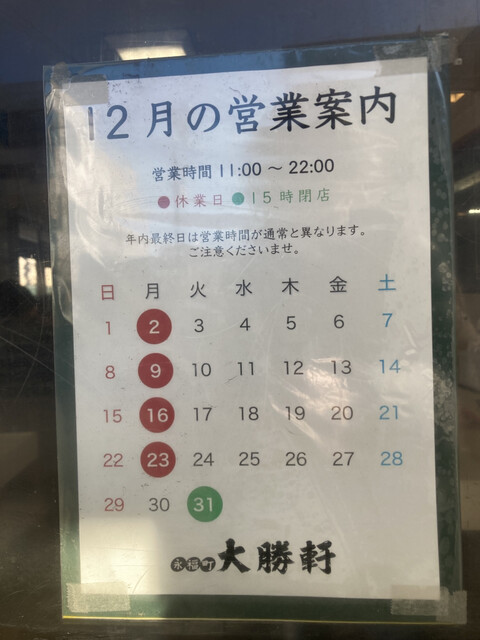 12月の営業案内
営業時間 11:00 〜 22:00
●休業日 ●15時閉店
年内最終日は営業時間が通常と異なります。
ご注意くださいませ。
日 月 火 水 木 金 土
1 2 3 4 5 6 7
8 9 10 11 12 13 14
15 16 17 18 19 20 21
22 23 24 25 26 27 28
29 30 31
永福町 大勝軒